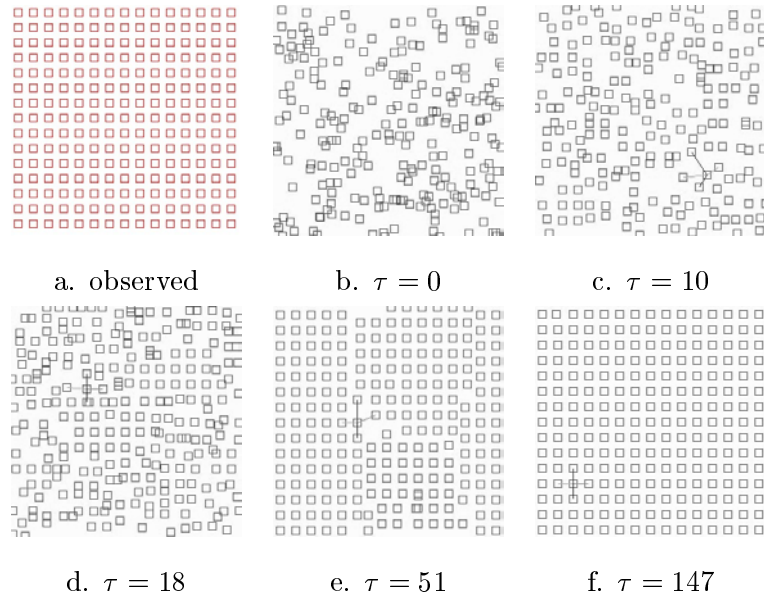 a. observed
b. τ = 0
c. τ = 10
d. τ = 18
e. τ = 51
f. τ = 147